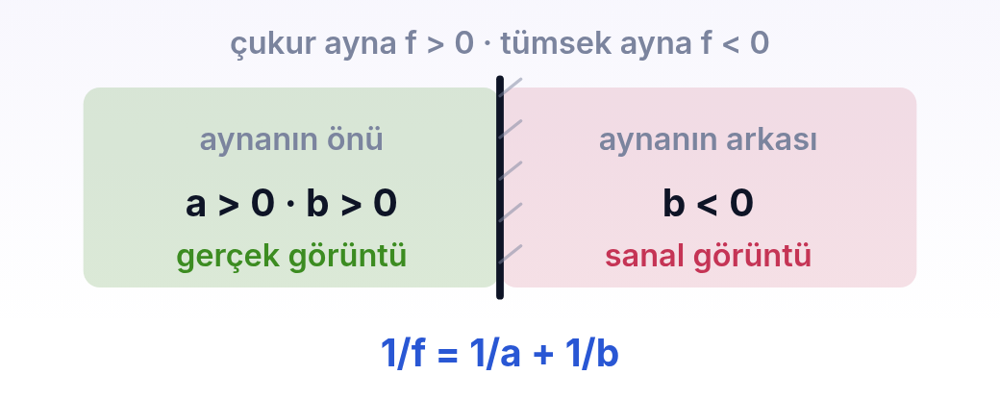 çukur ayna f > 0 · tümsek ayna f < 0
aynanın önü
a > 0 · b > 0
gerçek görüntü
aynanın arkası
b < 0
sanal görüntü
1/f = 1/a + 1/b